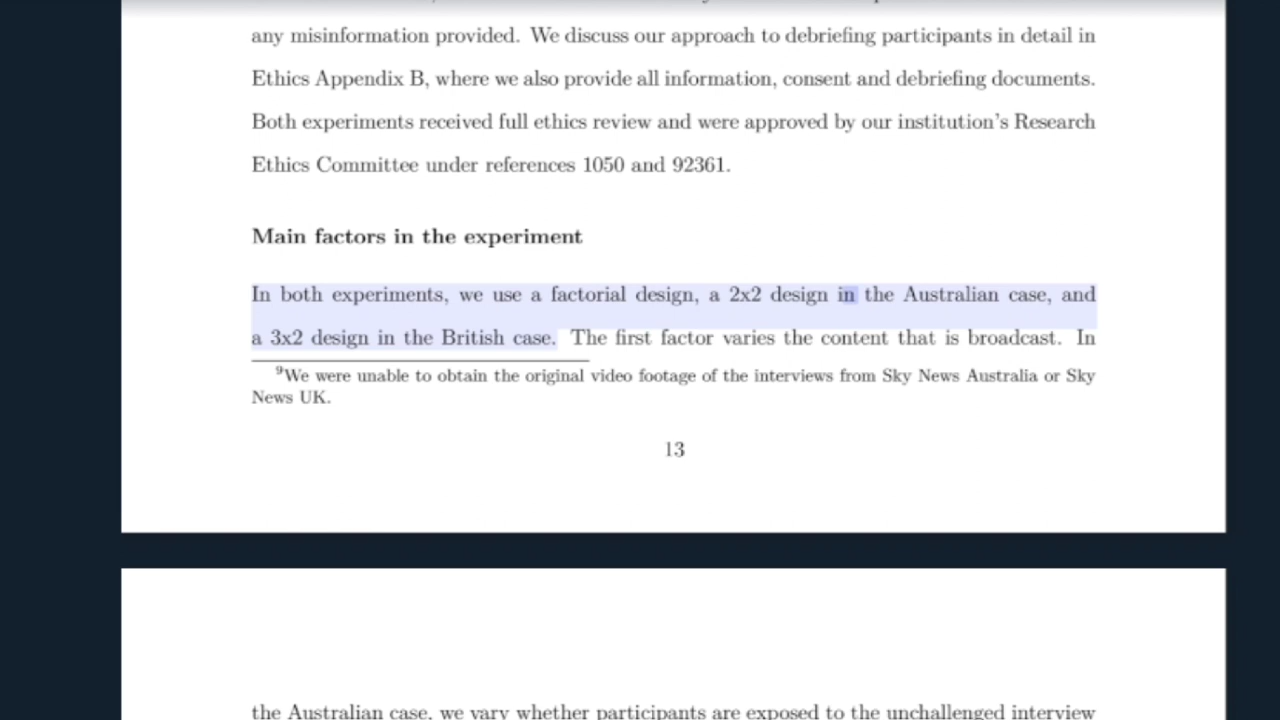 any misinformation provided. We discuss our approach to debriefing participants in detail in
Ethics Appendix B, where we also provide all information, consent and debriefing documents.
Both experiments received full ethics review and were approved by our institution's Research
Ethics Committee under references 1050 and 92361.
Main factors in the experiment
In both experiments, we use a factorial design, a 2x2 design in the Australian case, and
a 3x2 design in the British case. The first factor varies the content that is broadcast. In
9We were unable to obtain the original video footage of the interviews from Sky News Australia or Sky
News UK.
13
the Australian case, we vary whether participants are exposed to the unchallenged interview